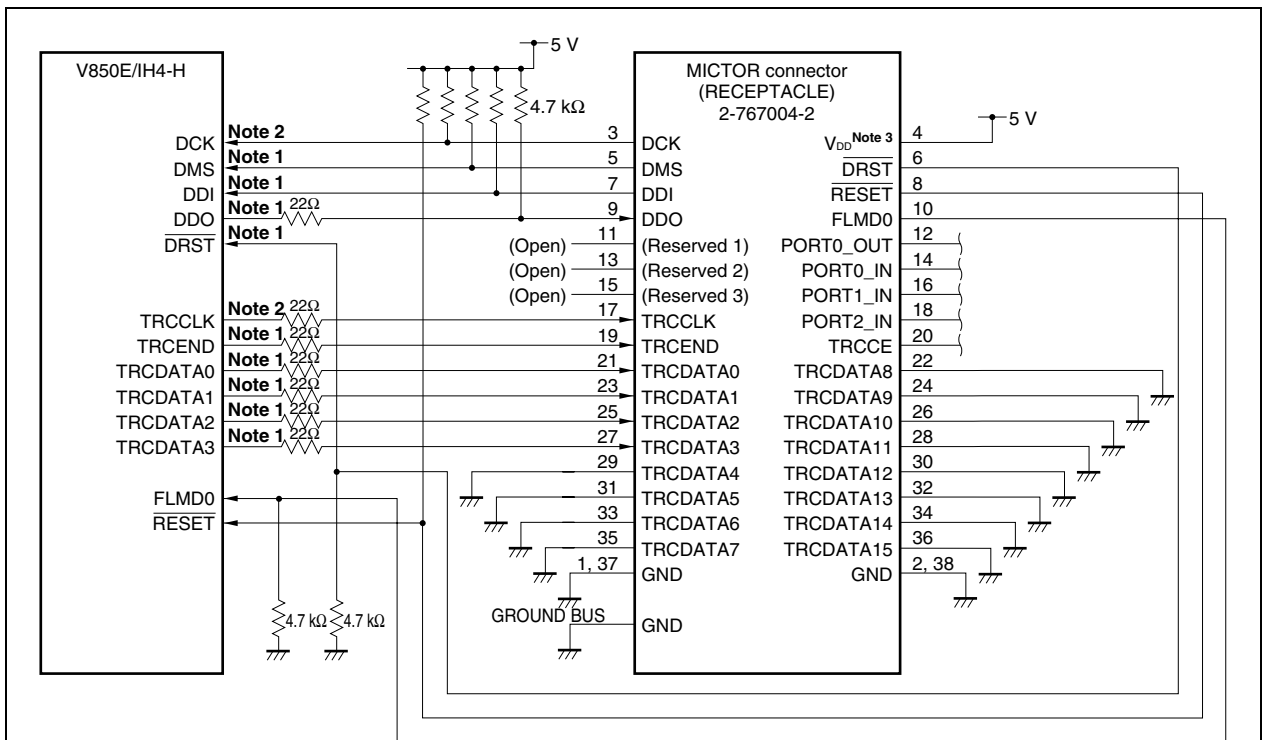 5 V
V850E/IH4-H
MICTOR connector
(RECEPTACLE)
2-767004-2
4.7 kΩ
5 V
DCK Note 2 3 DCK VDD Note 3 4
DMS Note 1 5 DMS DRST 6
DDI Note 1 7 DDI RESET 8
DDO Note 1 22Ω 9 DDO FLMD0 10
DRST Note 1
(Open) 11 (Reserved 1) PORT0_OUT 12
(Open) 13 (Reserved 2) PORT0_IN 14
(Open) 15 (Reserved 3) PORT1_IN 16
TRCCLK Note 2 22Ω 17 TRCCLK PORT2_IN 18
TRCEND Note 1 22Ω 19 TRCEND TRCCE 20
TRCDATA0 Note 1 22Ω 21 TRCDATA0 TRCDATA8 22
TRCDATA1 Note 1 22Ω 23 TRCDATA1 TRCDATA9 24
TRCDATA2 Note 1 22Ω 25 TRCDATA2 TRCDATA10 26
TRCDATA3 Note 1 22Ω 27 TRCDATA3 TRCDATA11 28
29 TRCDATA4 TRCDATA12 30
FLMD0 31 TRCDATA5 TRCDATA13 32
RESET 33 TRCDATA6 TRCDATA14 34
35 TRCDATA7 TRCDATA15 36
1, 37 GND GND 2, 38
4.7 kΩ 4.7 kΩ GROUND BUS GND